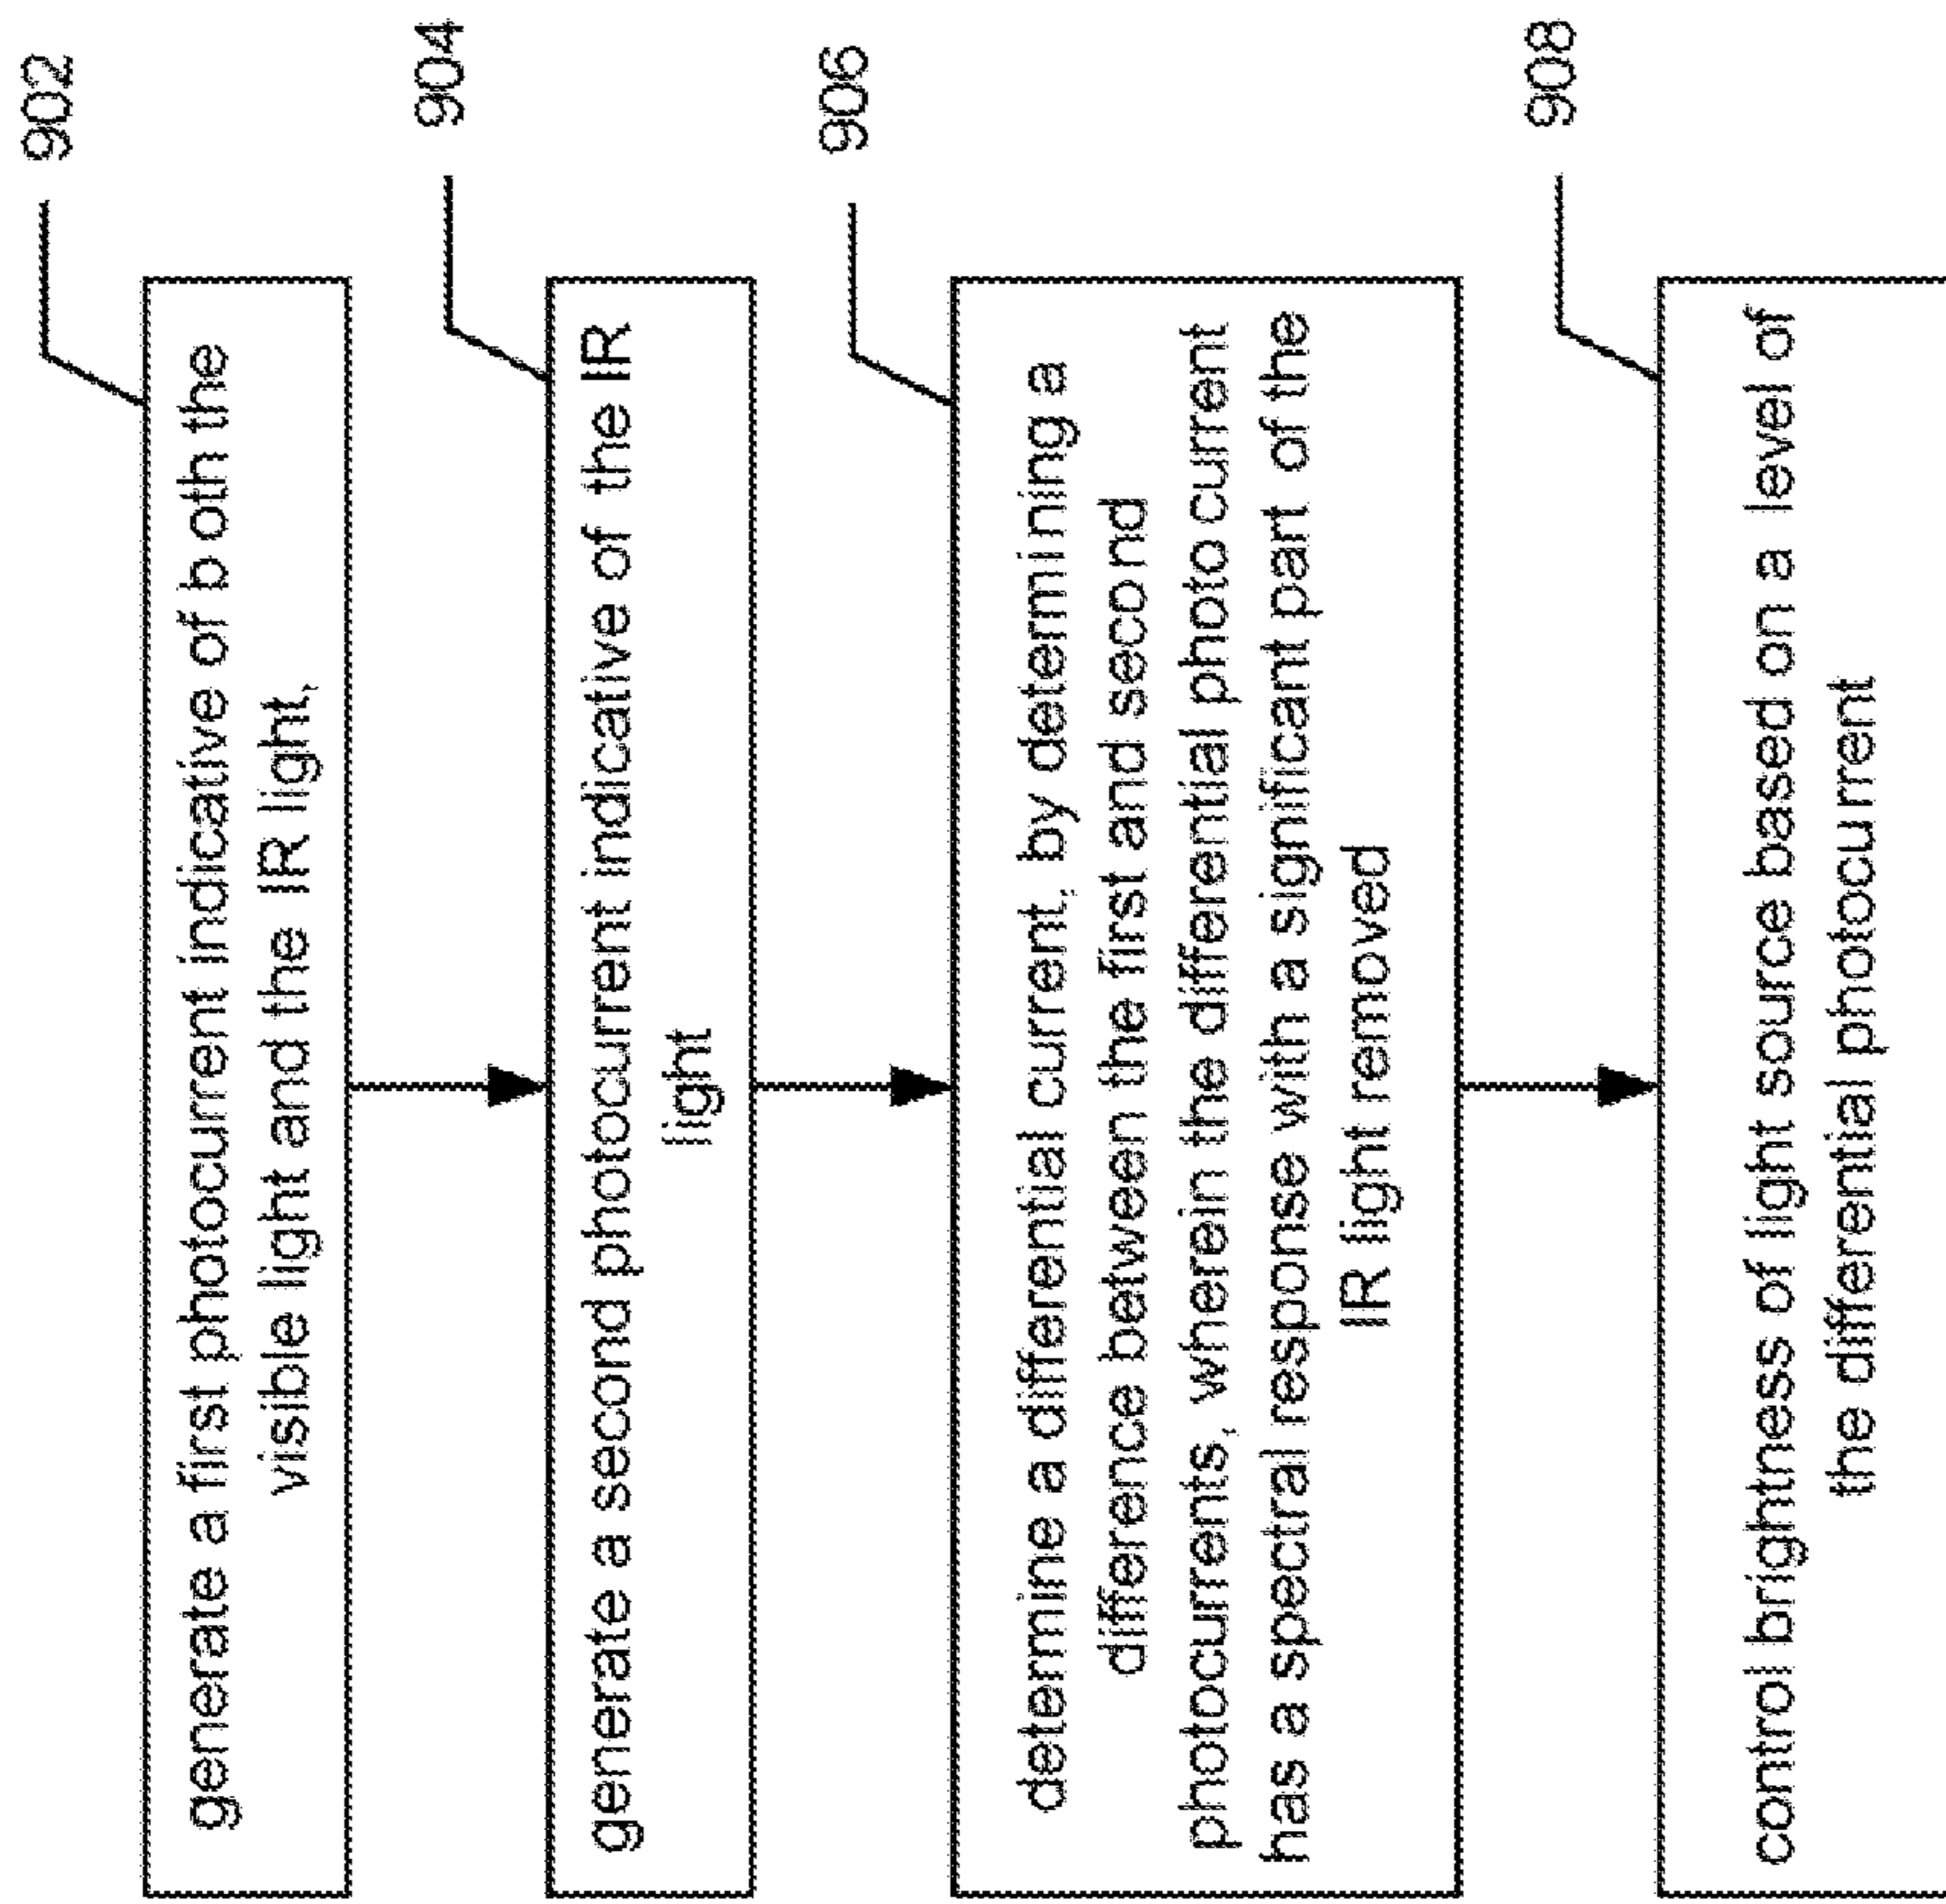 902
generate a first photocurrent indicative of b oth the
visible light and the IR light,
904
generate a second photocurrent indicative of the IR
light
906
determine a differential current, by determining a
difference between the first and second
photocurrents, wherein the differential photo current
has a spectral response with a significant part of the
IR light removed
908
control brightness of light source based on a level of
the differential photocurrent